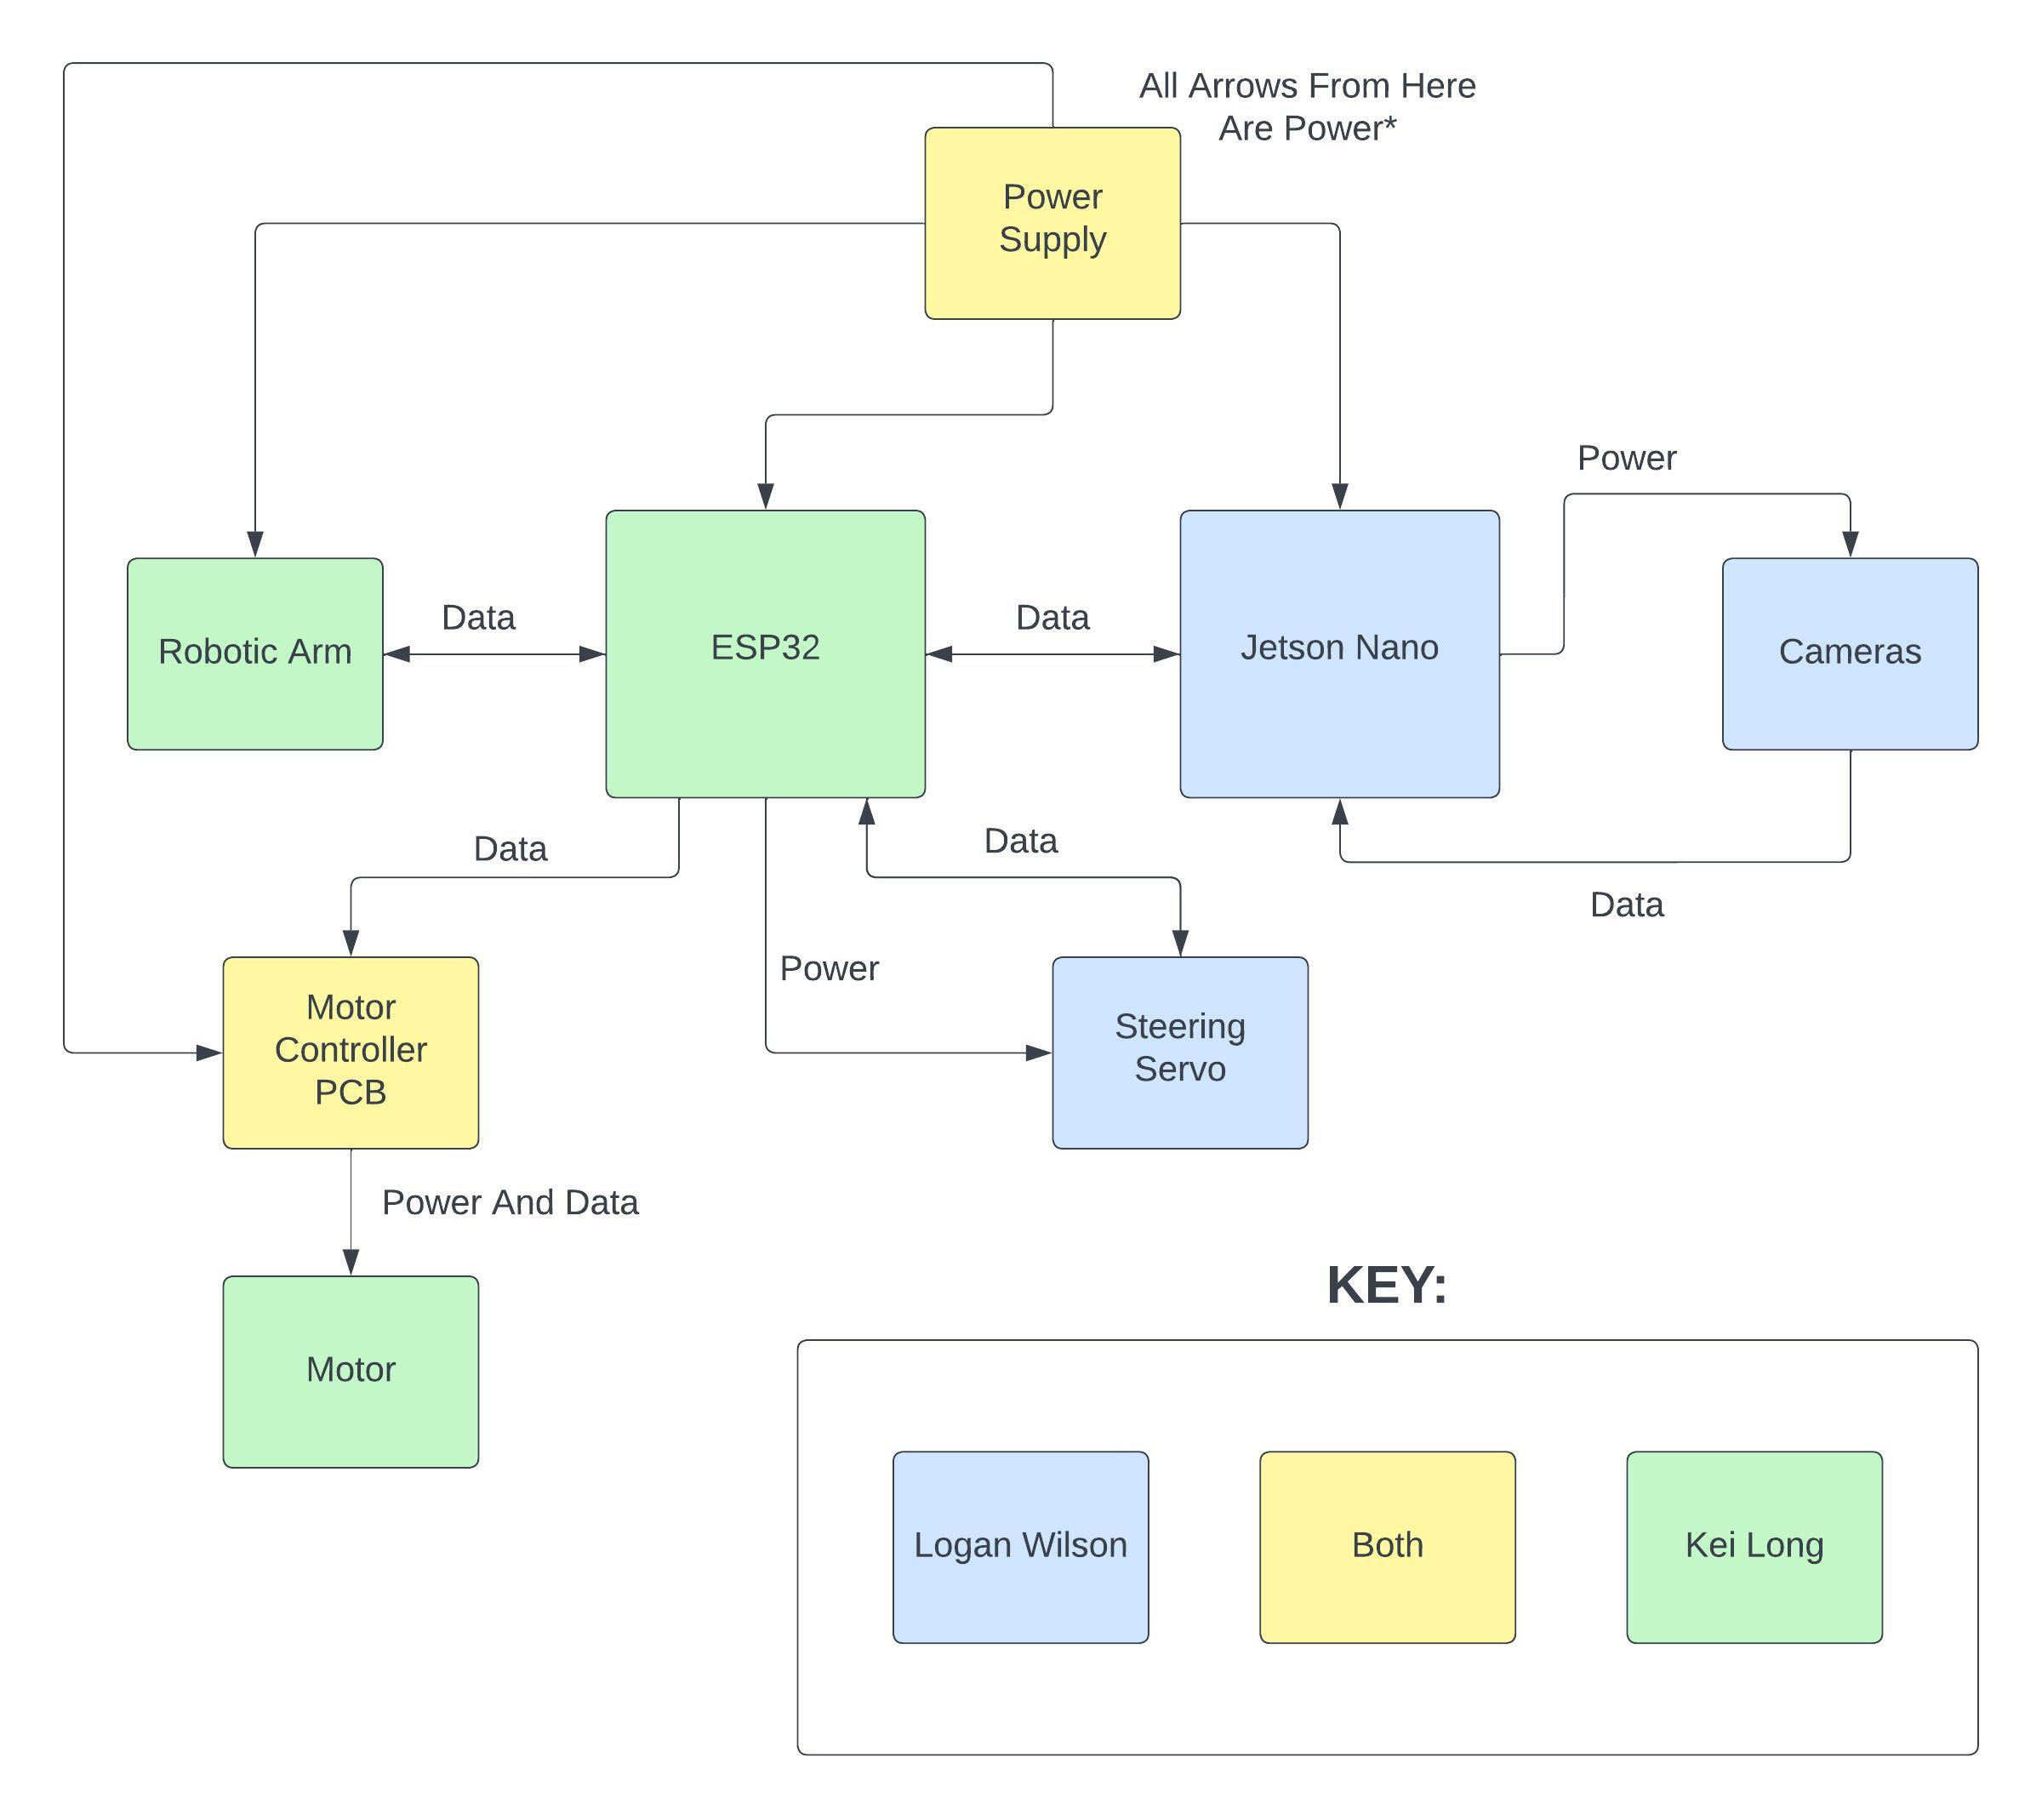 All Arrows From Here
Are Power*
Power
Supply
Power
Robotic Arm
Data
ESP32
Data
Jetson Nano
Cameras
Data
Data
Data
Power
Motor
Controller
PCB
Steering
Servo
Power And Data
Motor
KEY:
Logan Wilson
Both
Kei Long